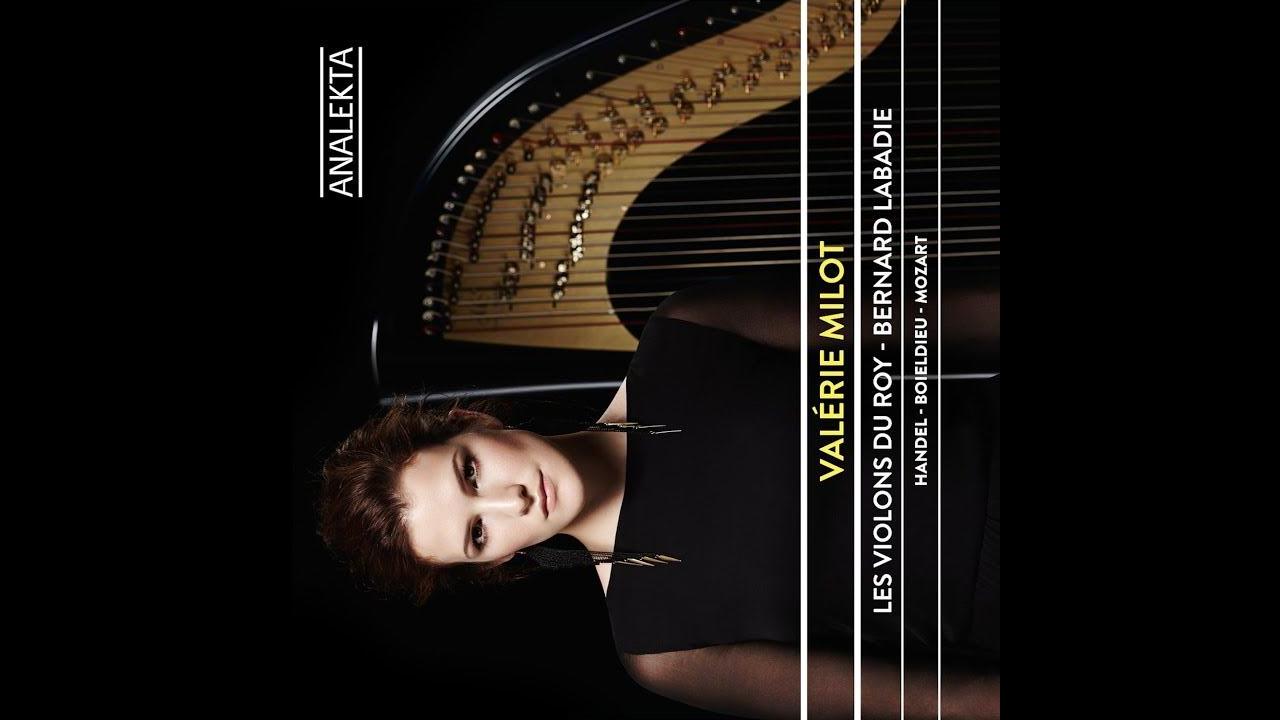 ANALEKTA
VALÉRIE MILOT
LES VIOLONS DU ROY - BERNARD LABADIE
HANDEL - BOIELDIEU - MOZART